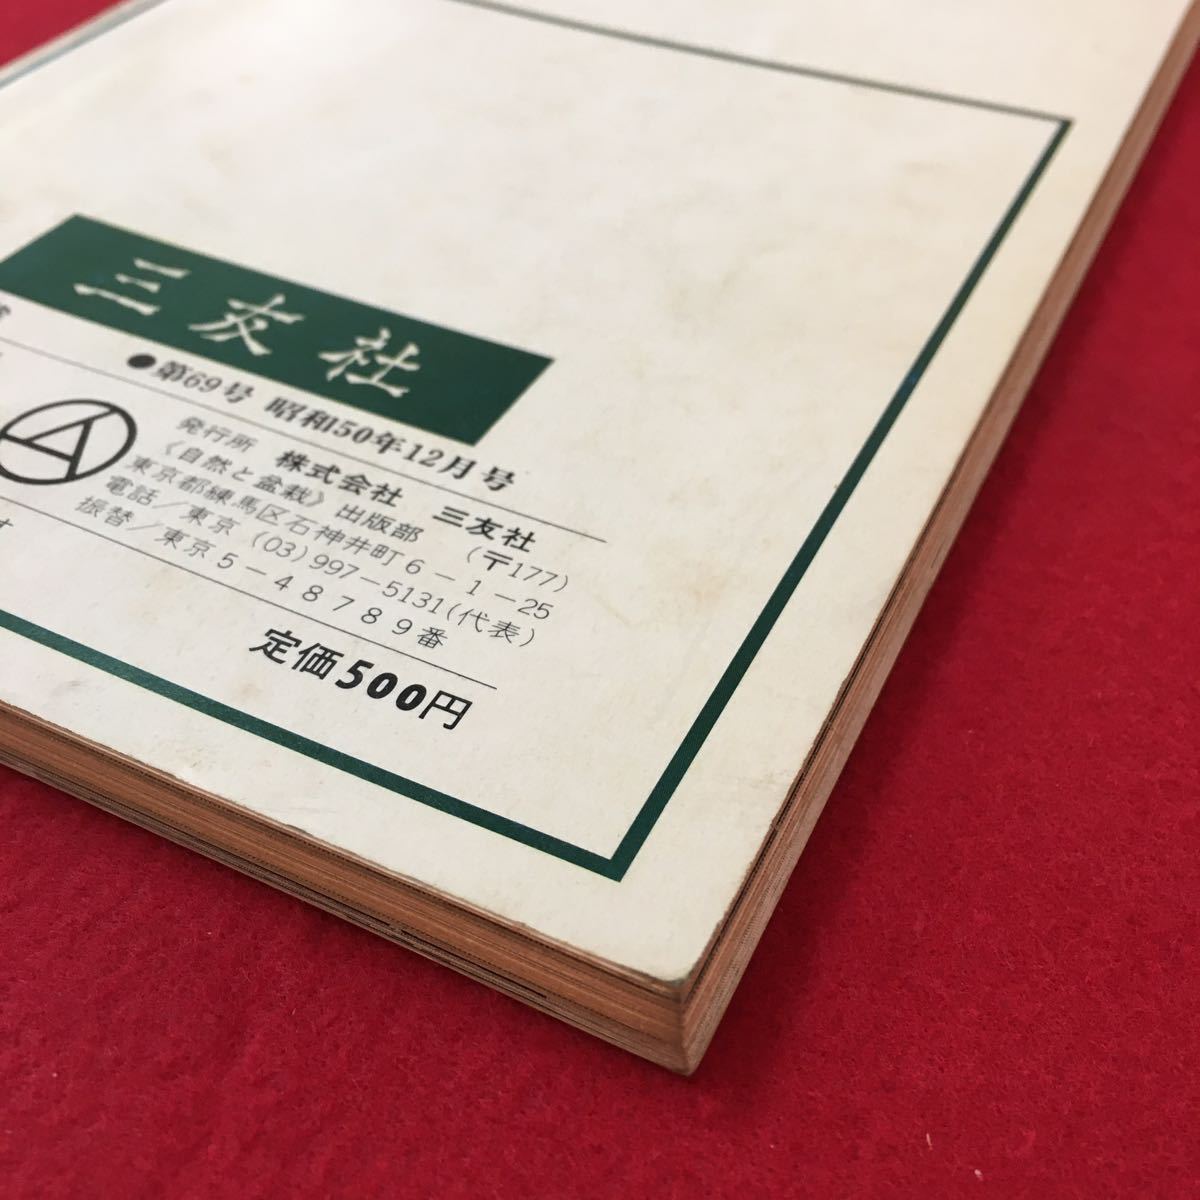 三友社
●第69号 昭和50年12月号
発行所 株式会社 三友社
《自然と盆栽》出版部 (〒177)
東京都練馬区石神井町6-1-25
電話/東京 (03)997-5131(代表)
振替/東京5-48789番
す
定価500円